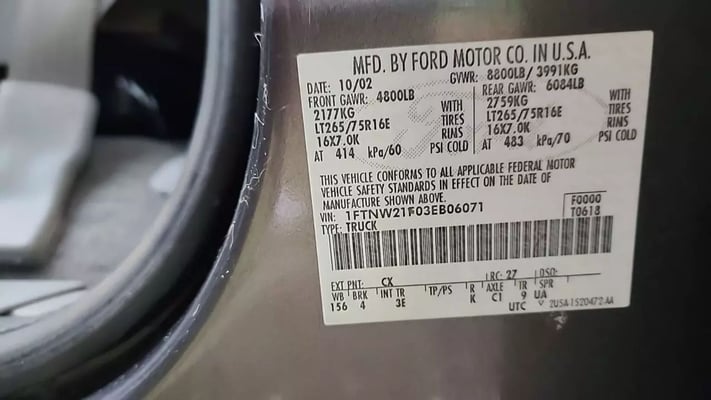 MFD. BY FORD MOTOR CO. IN U.S.A.
DATE: 10/02 GVWR: 8800LB/ 3991KG
FRONT GAWR: 4800LB REAR GAWR: 6084LB
2177KG WITH 2759KG WITH
LT265/75R16E TIRES LT265/75R16E TIRES
16X7.0K RIMS 16X7.0K RIMS
AT 414 kPa/60 PSI COLD AT 483 kPa/70 PSI COLD
THIS VEHICLE CONFORMS TO ALL APPLICABLE FEDERAL MOTOR
VEHICLE SAFETY STANDARDS IN EFFECT ON THE DATE OF
MANUFACTURE SHOWN ABOVE.
VIN: 1FTNW21F03EB06071 F0000
TYPE: TRUCK T0618
EXT PNT: CX RC: 27 DSO:
WB BRK INT TR TP/PS R AXLE TR SPR
156 4 3E K C1 9 UA
UTC V 2USA1520472 AA